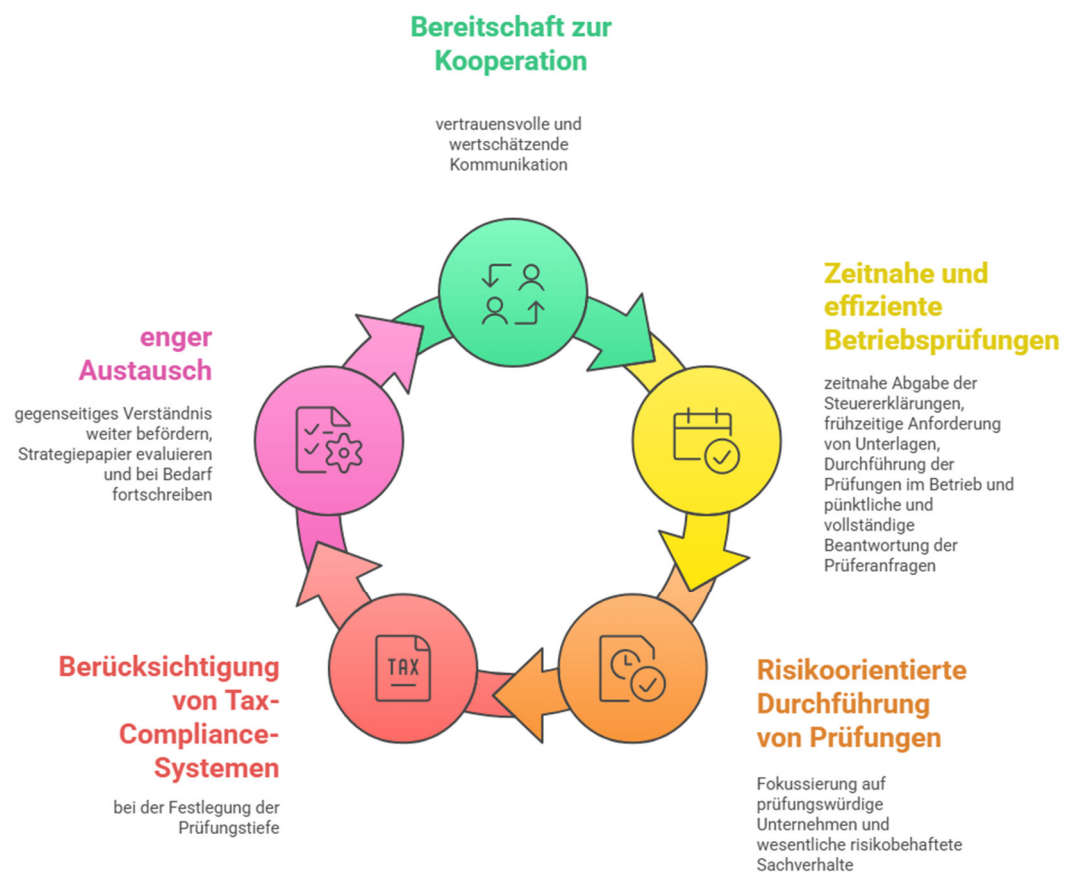 Bereitschaft zur
Kooperation
vertrauensvolle und
wertschätzende
Kommunikation
Zeitnahe und
effiziente
Betriebsprüfungen
zeitnahe Abgabe der
Steuererklärungen,
frühzeitige Anforderung
von Unterlagen,
Durchführung der
Prüfungen im Betrieb und
pünktliche und
vollständige
Beantwortung der
Prüferanfragen
Risikoorientierte
Durchführung
von Prüfungen
Fokussierung auf
prüfungswürdige
Unternehmen und
wesentliche risikobehaftete
Sachverhalte
TAX
Berücksichtigung
von Tax-
Compliance-
Systemen
bei der Festlegung der
Prüfungstiefe
enger
Austausch
gegenseitiges Verständnis
weiter befördern,
Strategiepapier evaluieren
und bei Bedarf
fortschreiben